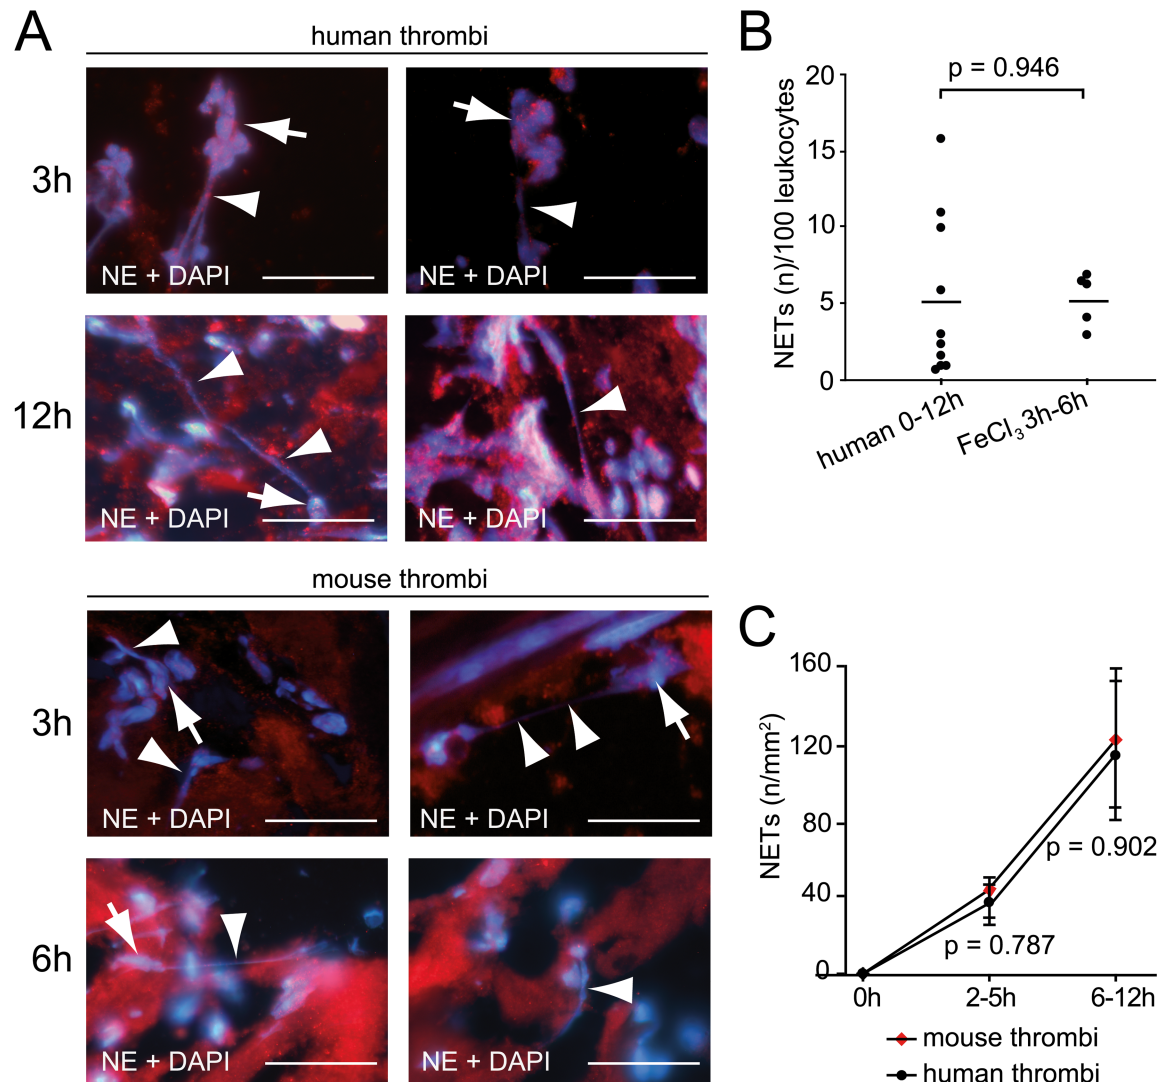 A
human thrombi
3h
NE + DAPI
NE + DAPI
12h
NE + DAPI
NE + DAPI
mouse thrombi
3h
NE + DAPI
NE + DAPI
6h
NE + DAPI
NE + DAPI
B
p = 0.946
NETs (n)/100 leukocytes
20
15
10
5
0
human 0-12h
FeCl₃ 3h-6h
C
NETs (n/mm²)
160
120
80
40
0
p = 0.902
p = 0.787
0h
2-5h
6-12h
mouse thrombi
human thrombi